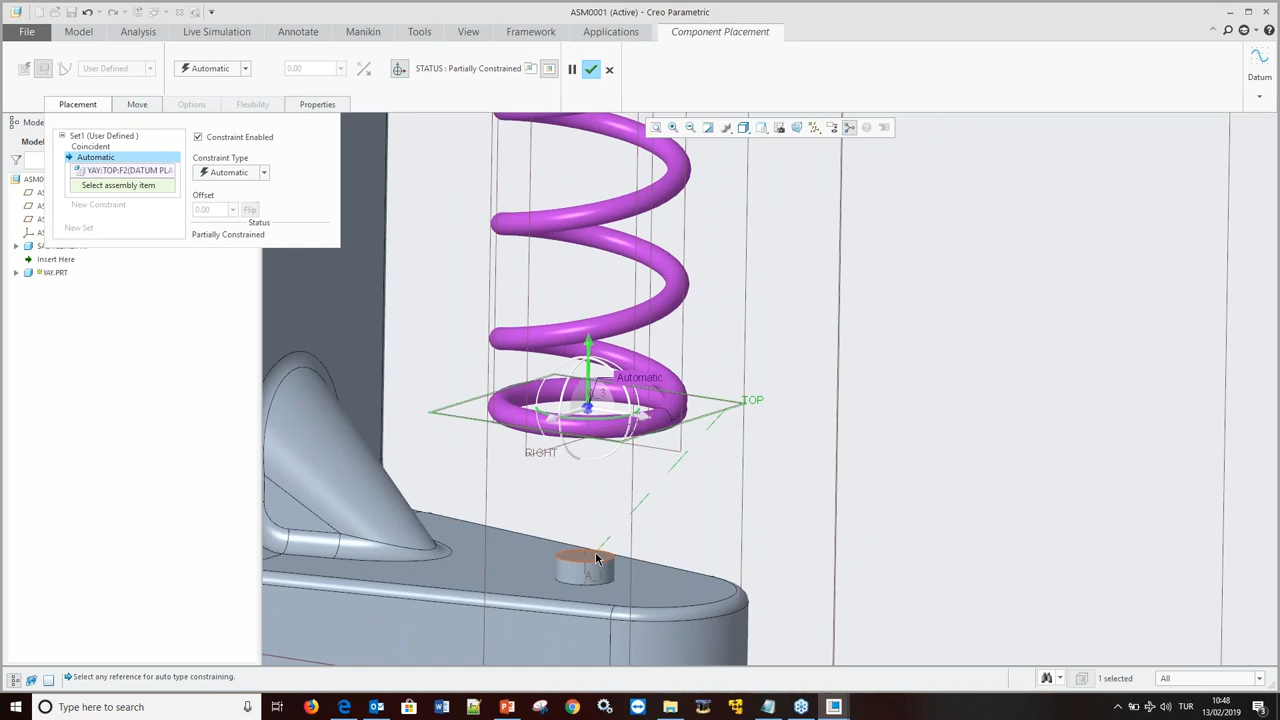 ASM0001 (Active) - Creo Parametric
File Model Analysis Live Simulation Annotate Manikin Tools View Framework Applications Component Placement
User Defined Automatic 0.00 STATUS : Partially Constrained
Datum
Placement Move Options Flexibility Properties
Set1 (User Defined )
Coincident
Automatic
YAY:TOP:F2(DATUM PLA
Select assembly item
New Constraint
New Set
Constraint Enabled
Constraint Type
Automatic
Offset
0.00 Flip
Status
Partially Constrained
Insert Here
YAY.PRT
Automatic
TOP
RIGHT
Select any reference for auto type constraining.
1 selected All
Type here to search
TUR 10:48
13/02/2019